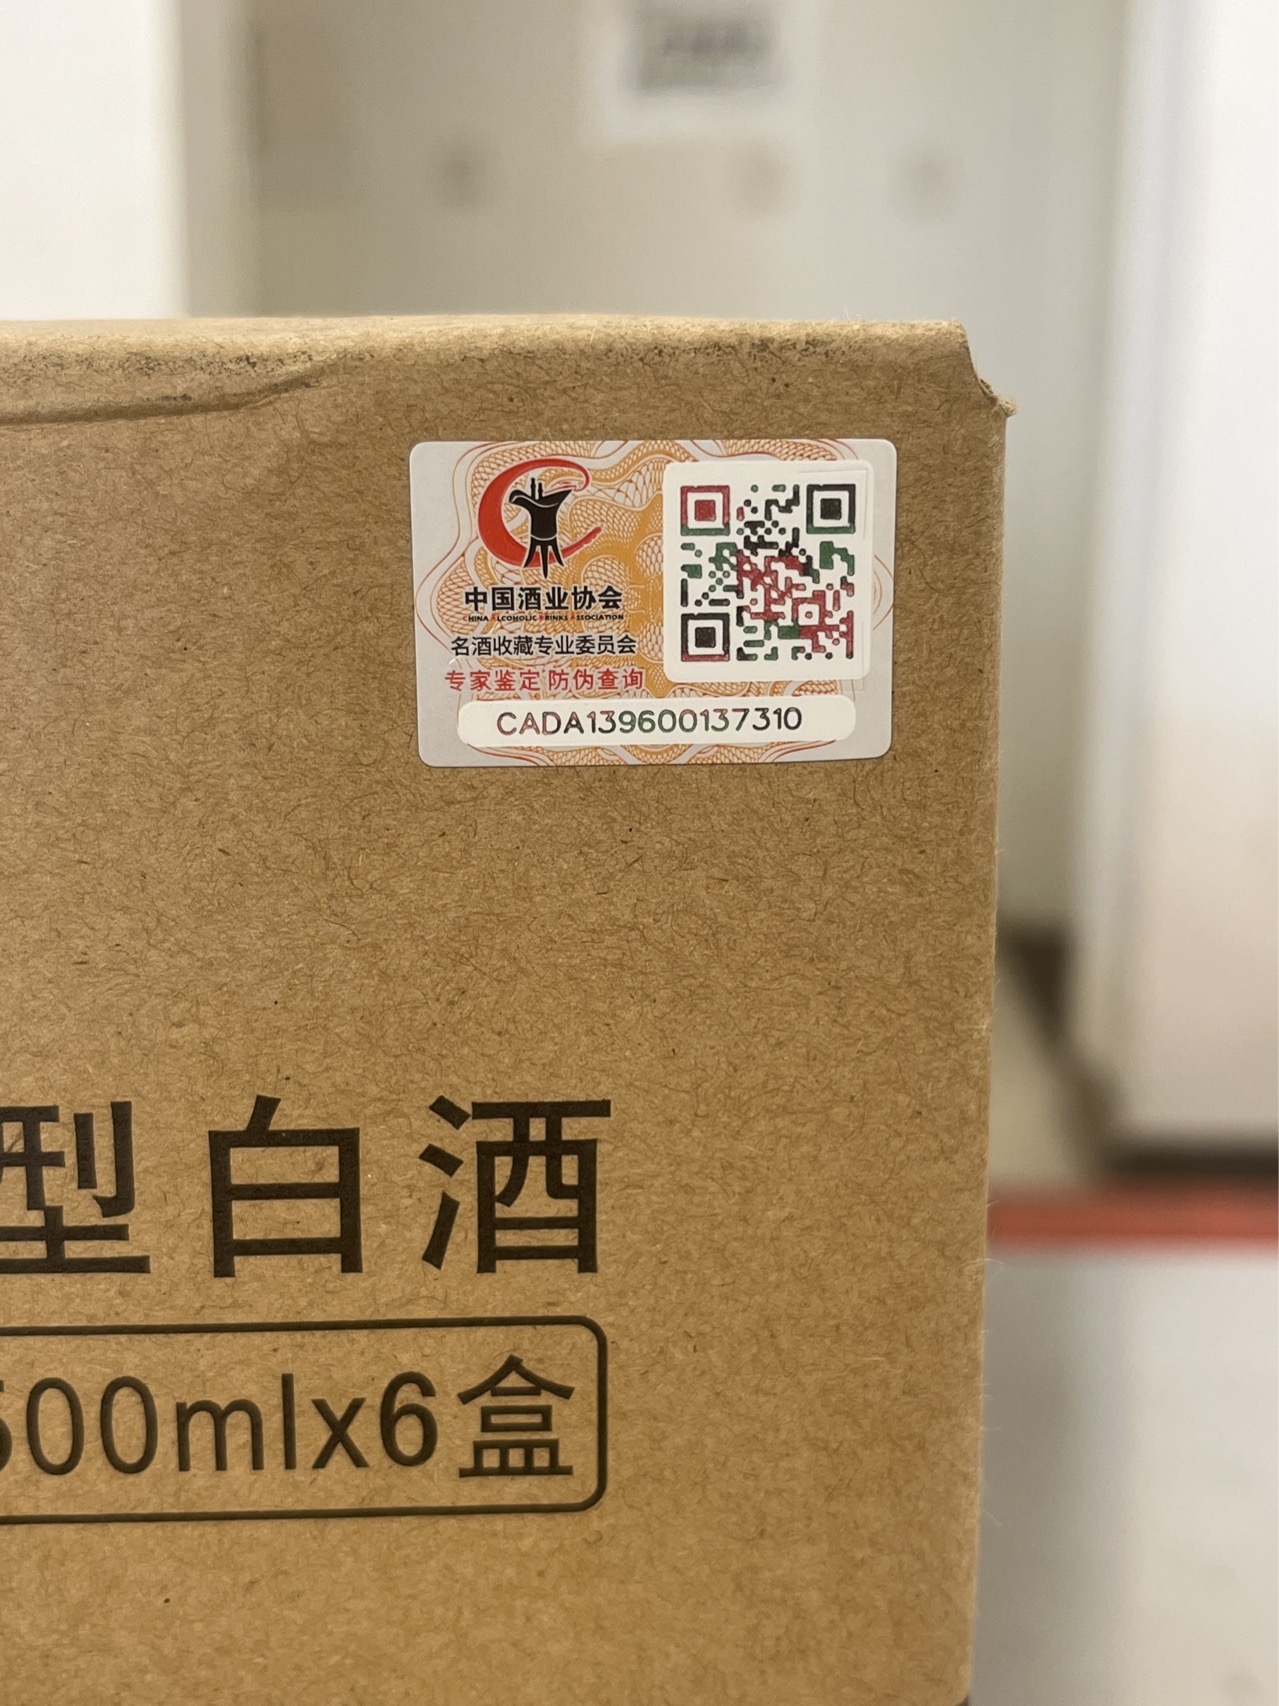 中国酒业协会
CHINA ALCOHOLIC DRINKS ASSOCIATION
名酒收藏专业委员会
专家鉴定 防伪查询
CADA139600137310
型白酒
500mlx6盒